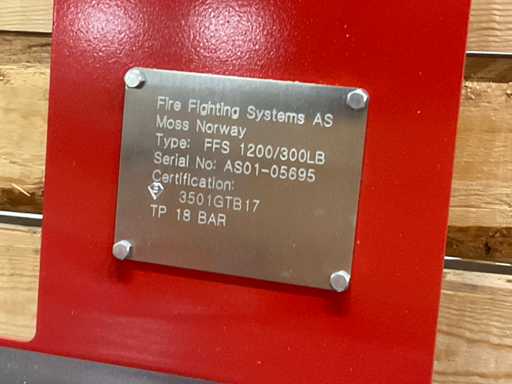 Fire Fighting Systems AS
Moss Norway
Type: FFS 1200/300LB
Serial No: AS01-05695
Certification:
3501GTB17
TP 18 BAR